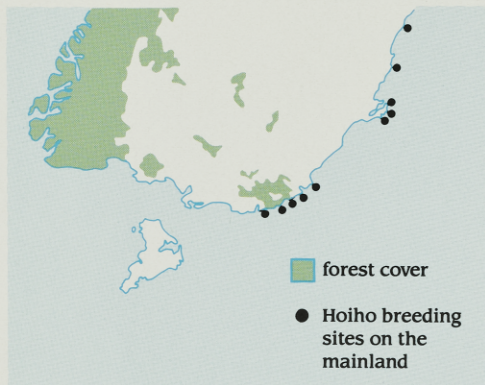 forest cover
Hoiho breeding
sites on the
mainland